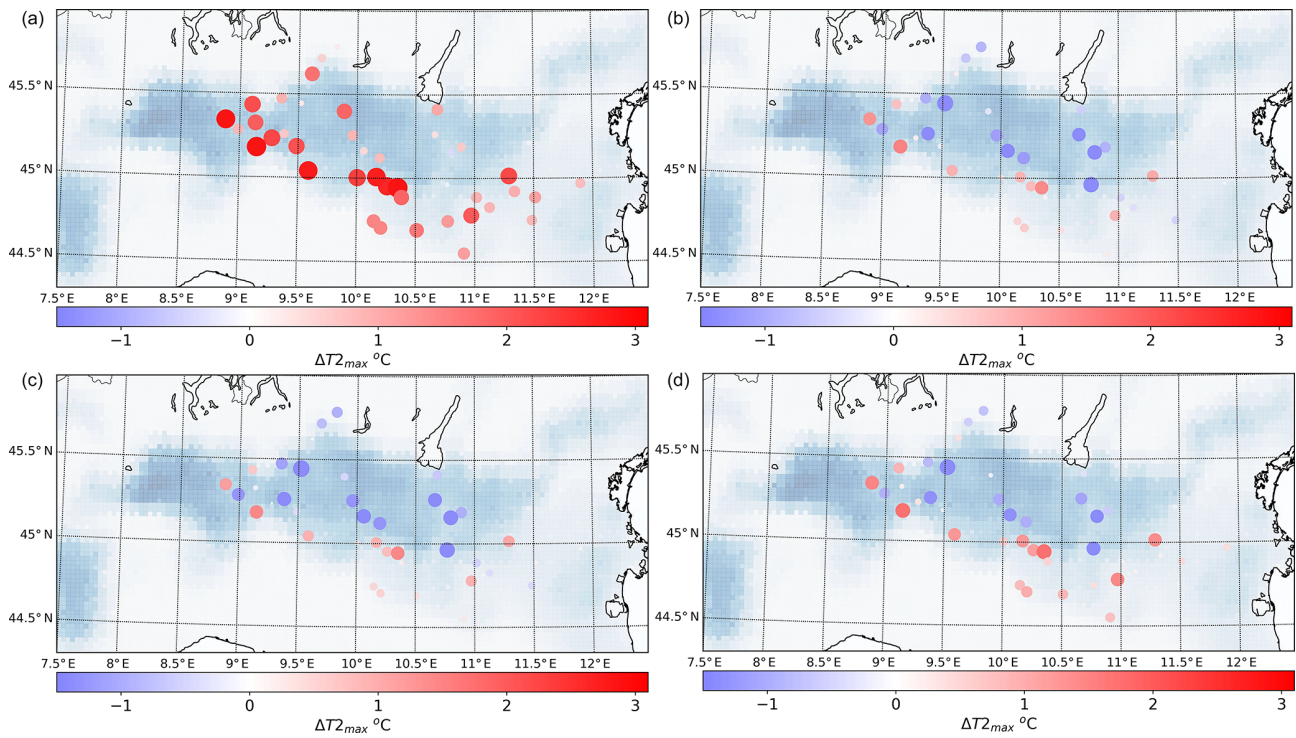 (a)
45.5° N
45° N
44.5° N
7.5° E 8° 8.5° 9° E 9.5° 10° E 10.5° 11° E 11.5° 12° E
−1 0 1 2 3
ΔT2max °C
(b)
45.5° N
45° N
44.5° N
7.5° E 8° E 8.5° 9.0° E 9.5° 10° E 10.5° 11° E 11.5° 12° E
−1 0 1 2 3
ΔT2max °C
(c)
45.5° N
45° N
44.5° N
7.5° E 8° E 8.5° 9° E 9.5° 10° E 10.5° 11° E 11.5° E 12° E
−1 0 1 2 3
ΔT2max °C
(d)
45.5° N
45° N
44.5° N
7.5° E 8° E 8.5° 9° E 9.5° 10° E 10.5° 11° E 11.5° 12° E
−1 0 1 2 3
ΔT2max °C